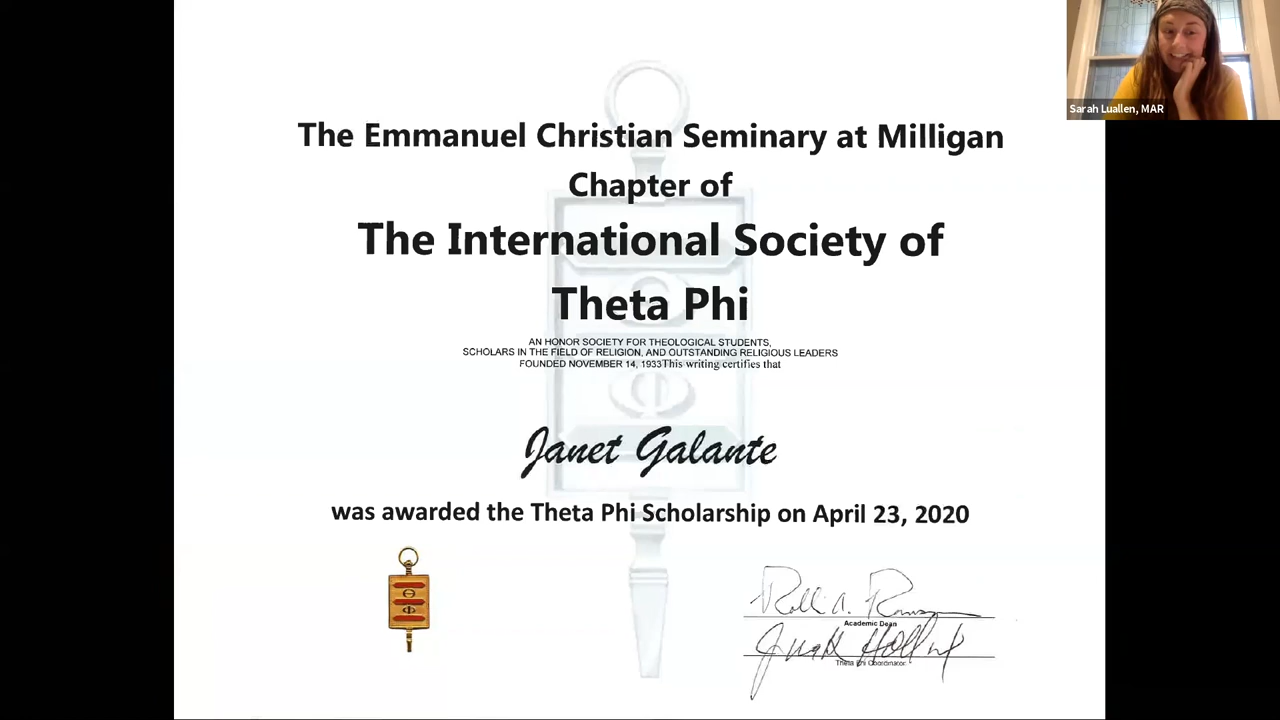 The Emmanuel Christian Seminary at Milligan
Chapter of
The International Society of
Theta Phi
AN HONOR SOCIETY FOR THEOLOGICAL STUDENTS,
SCHOLARS IN THE FIELD OF RELIGION, AND OUTSTANDING RELIGIOUS LEADERS
FOUNDED NOVEMBER 14, 1933This writing certifies that
Janet Galante
was awarded the Theta Phi Scholarship on April 23, 2020
Θ
Φ
Academic Dean
Theta Phi Coordinator
Sarah Luallen, MAR